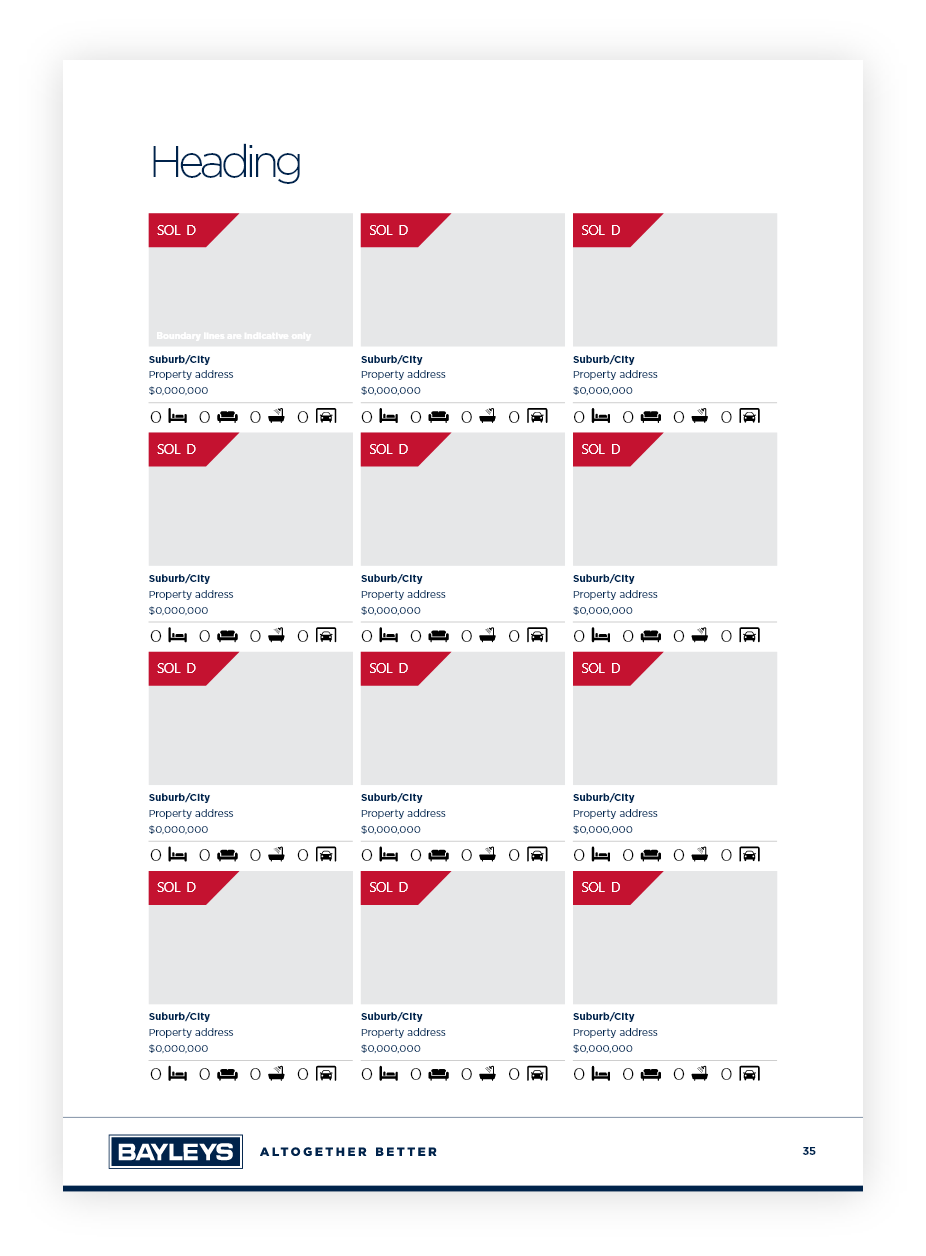 Heading
SOL D SOL D SOL D
Boundary lines are indicative only
Suburb/City Suburb/City Suburb/City
Property address Property address Property address
$0,000,000 $0,000,000 $0,000,000
0 0 0 0 0 0 0 0 0 0 0 0
SOL D SOL D SOL D
Suburb/City Suburb/City Suburb/City
Property address Property address Property address
$0,000,000 $0,000,000 $0,000,000
0 0 0 0 0 0 0 0 0 0 0 0
SOL D SOL D SOL D
Suburb/City Suburb/City Suburb/City
Property address Property address Property address
$0,000,000 $0,000,000 $0,000,000
0 0 0 0 0 0 0 0 0 0 0 0
SOL D SOL D SOL D
Suburb/City Suburb/City Suburb/City
Property address Property address Property address
$0,000,000 $0,000,000 $0,000,000
0 0 0 0 0 0 0 0 0 0 0 0
BAYLEYS ALTOGETHER BETTER 35